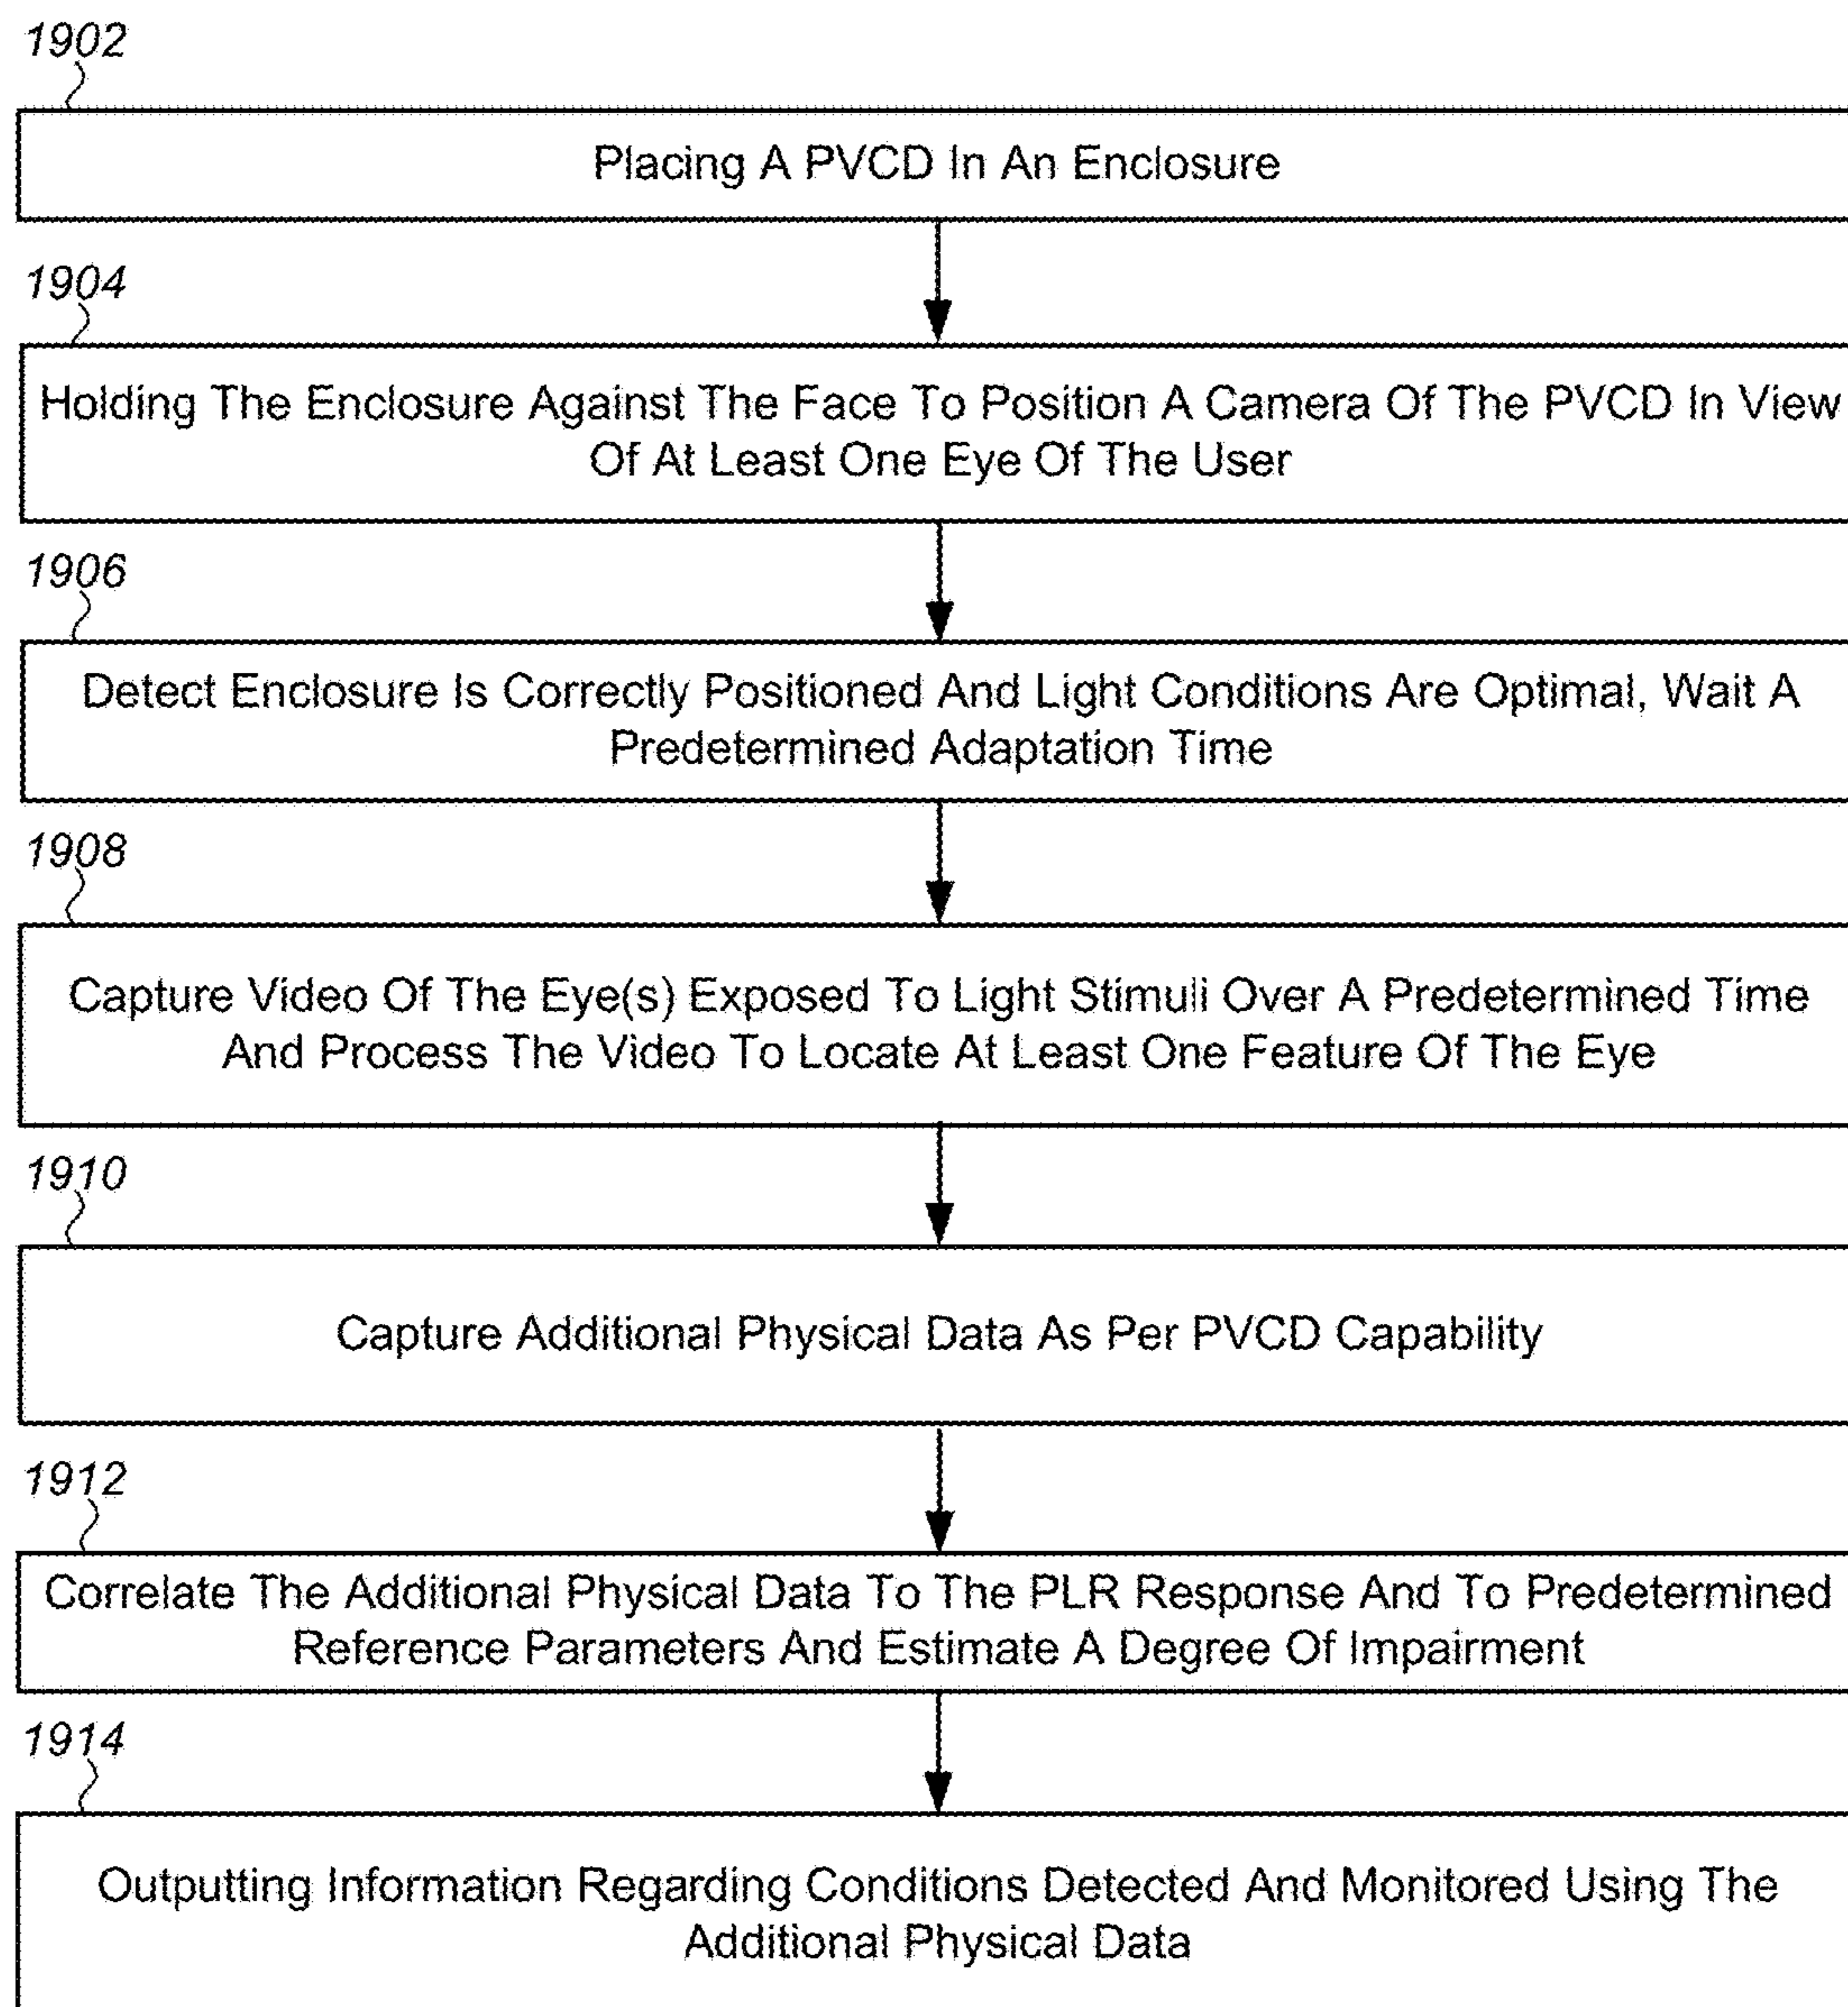 1902
Placing A PVCD In An Enclosure
1904
Holding The Enclosure Against The Face To Position A Camera Of The PVCD In View
Of At Least One Eye Of The User
1906
Detect Enclosure Is Correctly Positioned And Light Conditions Are Optimal, Wait A
Predetermined Adaptation Time
1908
Capture Video Of The Eye(s) Exposed To Light Stimuli Over A Predetermined Time
And Process The Video To Locate At Least One Feature Of The Eye
1910
Capture Additional Physical Data As Per PVCD Capability
1912
Correlate The Additional Physical Data To The PLR Response And To Predetermined
Reference Parameters And Estimate A Degree Of Impairment
1914
Outputting Information Regarding Conditions Detected And Monitored Using The
Additional Physical Data